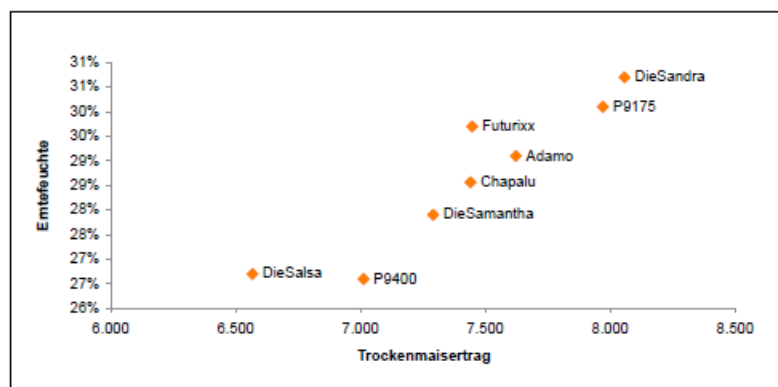 31%
31%
DieSandra
30%
P9175
30%
Futurixx
29%
Adamo
29%
Chapalu
28%
DieSamantha
28%
27%
DieSalsa
P9400
27%
26%
6.000
6.500
7.000
7.500
8.000
8.500
Erntefeuchte
Trockenmaisertrag